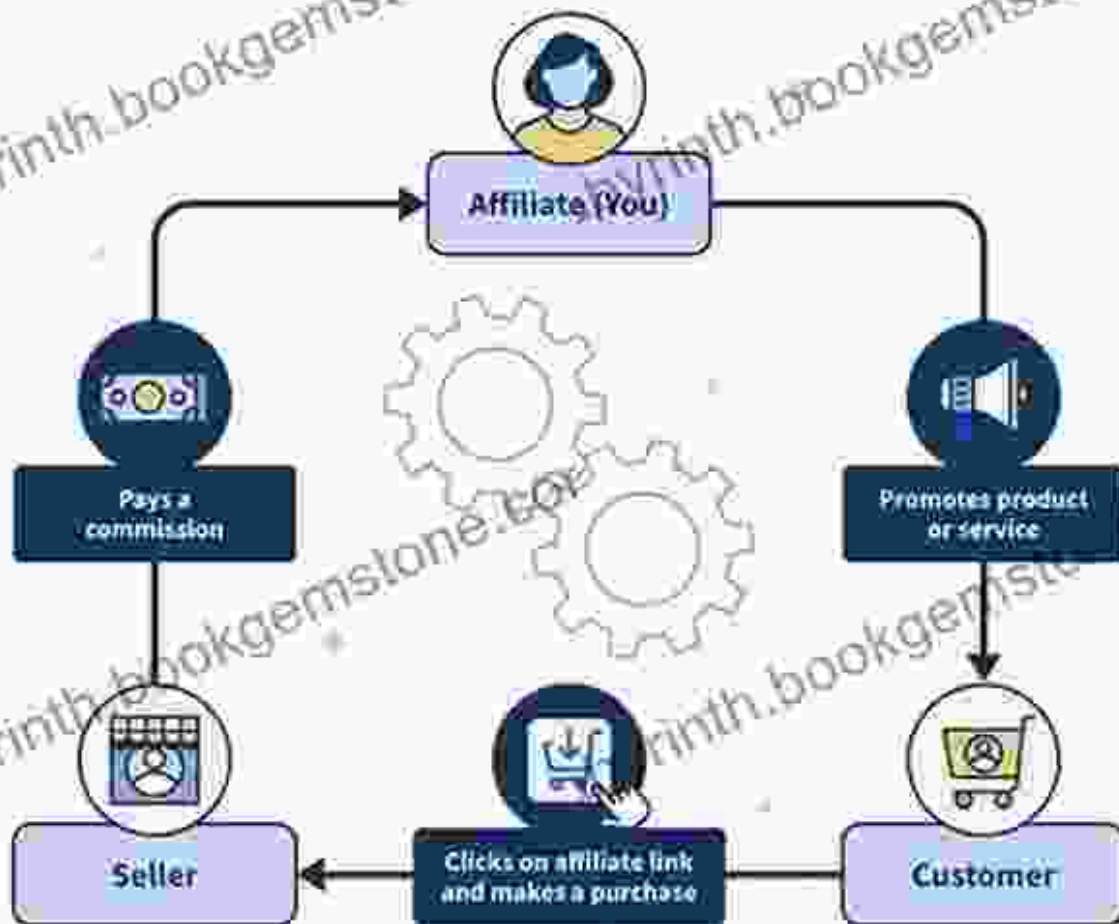 Affiliate (You)
Pays a
commission
Promotes product
or service
Seller
Clicks on affiliate link
and makes a purchase
Customer